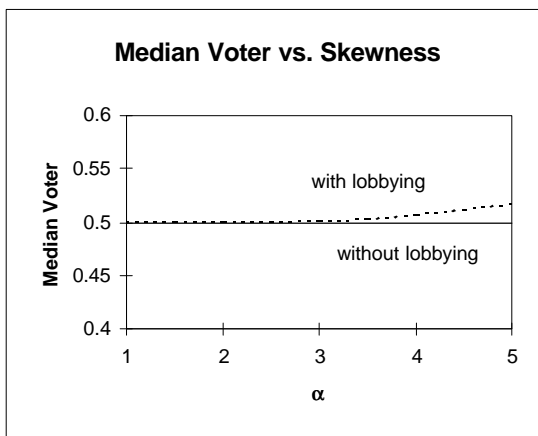 Median Voter vs. Skewness
0.6
0.55
0.5
0.45
0.4
Median Voter
with lobbying
without lobbying
1 2 3 4 5
α